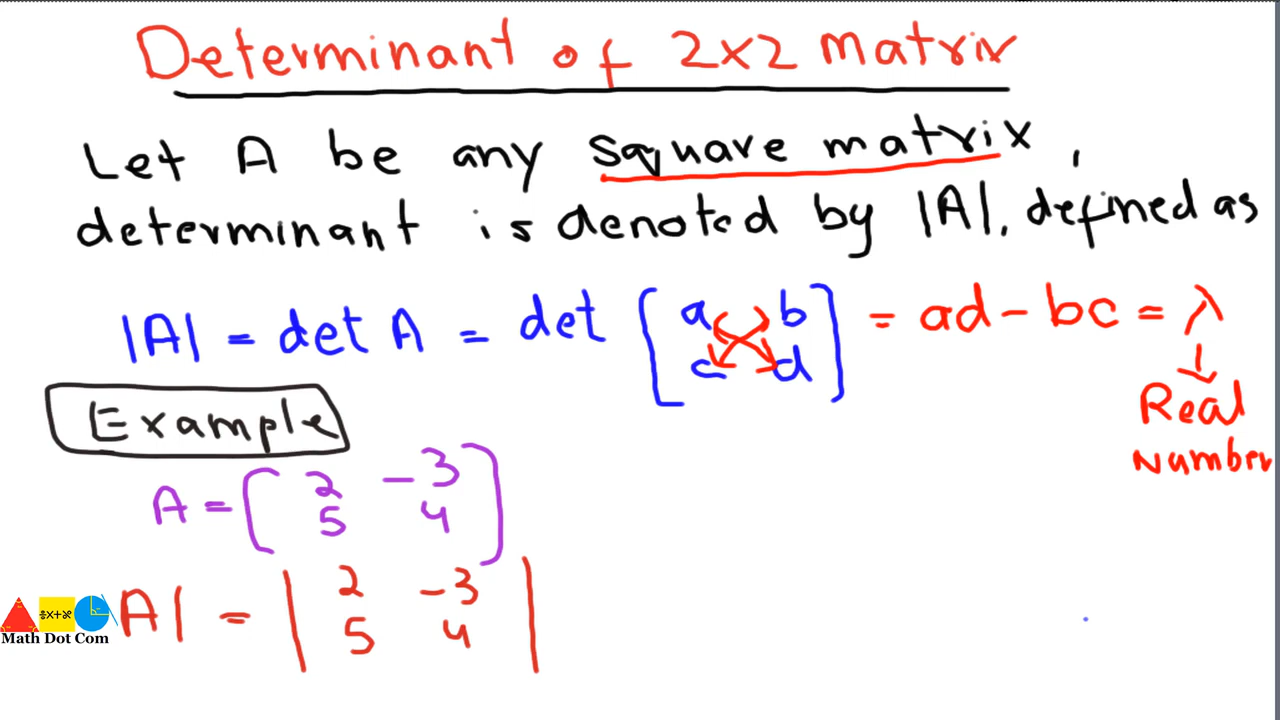 Determinant of 2x2 matrix
Let A be any square matrix,
determinant is denoted by |A|, defined as
|A| = det A = det [ a b = ad - bc = λ
c d ]
Real
Number
Example
A = [ 2 -3
5 4 ]
A| = | 2 -3
5 4 |
÷x+%
Math Dot Com